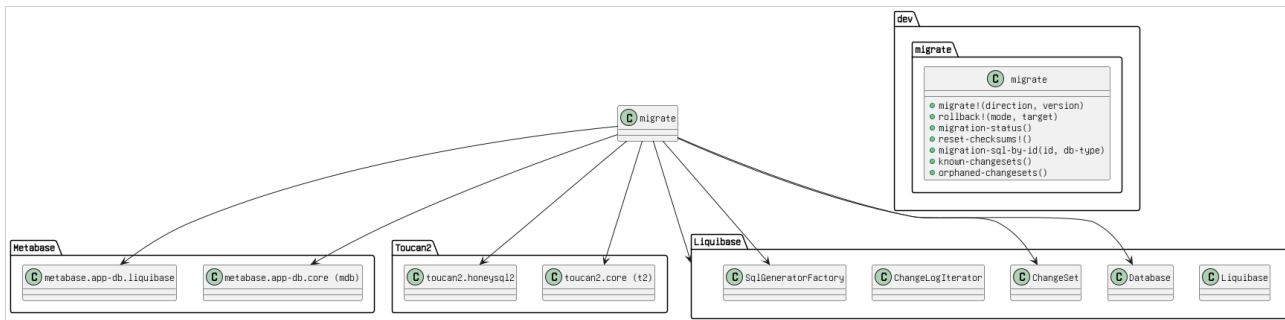 dev
migrate
C migrate
migrate!(direction, version)
rollback!(mode, target)
migration-status()
reset-checksums!()
migration-sql-by-id(id, db-type)
known-changesets()
orphaned-changesets()
C migrate
Metabase
C metabase.app-db.liquibase
C metabase.app-db.core (mdb)
Toucan2
C toucan2.honeysql2
C toucan2.core (t2)
Liquibase
C SqlGeneratorFactory
C ChangeLogIterator
C ChangeSet
C Database
C Liquibase